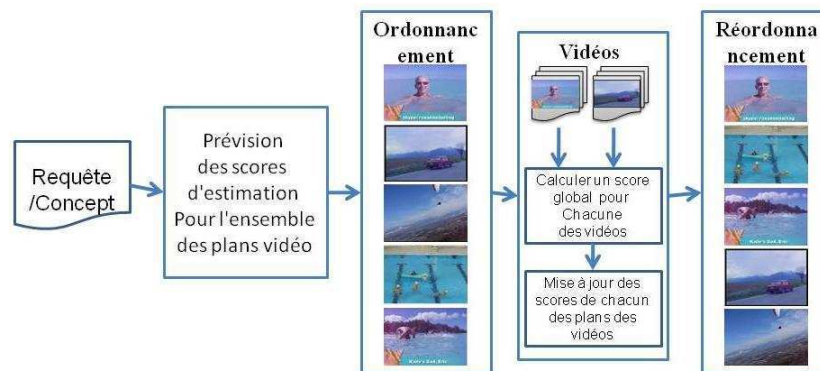 Requête
/Concept
Prévision
des scores
d'estimation
Pour l'ensemble
des plans vidéo
Ordonnanc
ement
Vidéos
Calculer un score
global pour
Chacune
des vidéos
Mise à jour des
scores de chacun
des plans des
vidéos
Réordonna
ncement